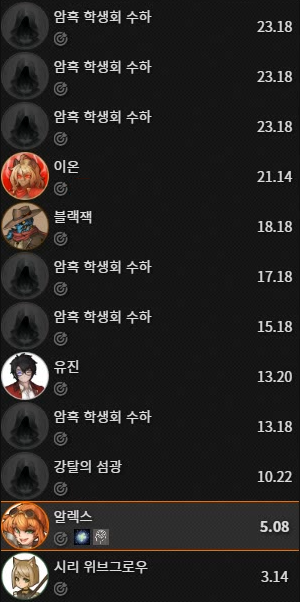 암흑 학생회 수하
23.18
암흑 학생회 수하
23.18
암흑 학생회 수하
23.18
이온
21.14
블랙잭
18.18
암흑 학생회 수하
17.18
암흑 학생회 수하
15.18
유진
13.20
암흑 학생회 수하
13.18
강탈의 섬광
10.22
알렉스
5.08
시리 위브그로우
3.14